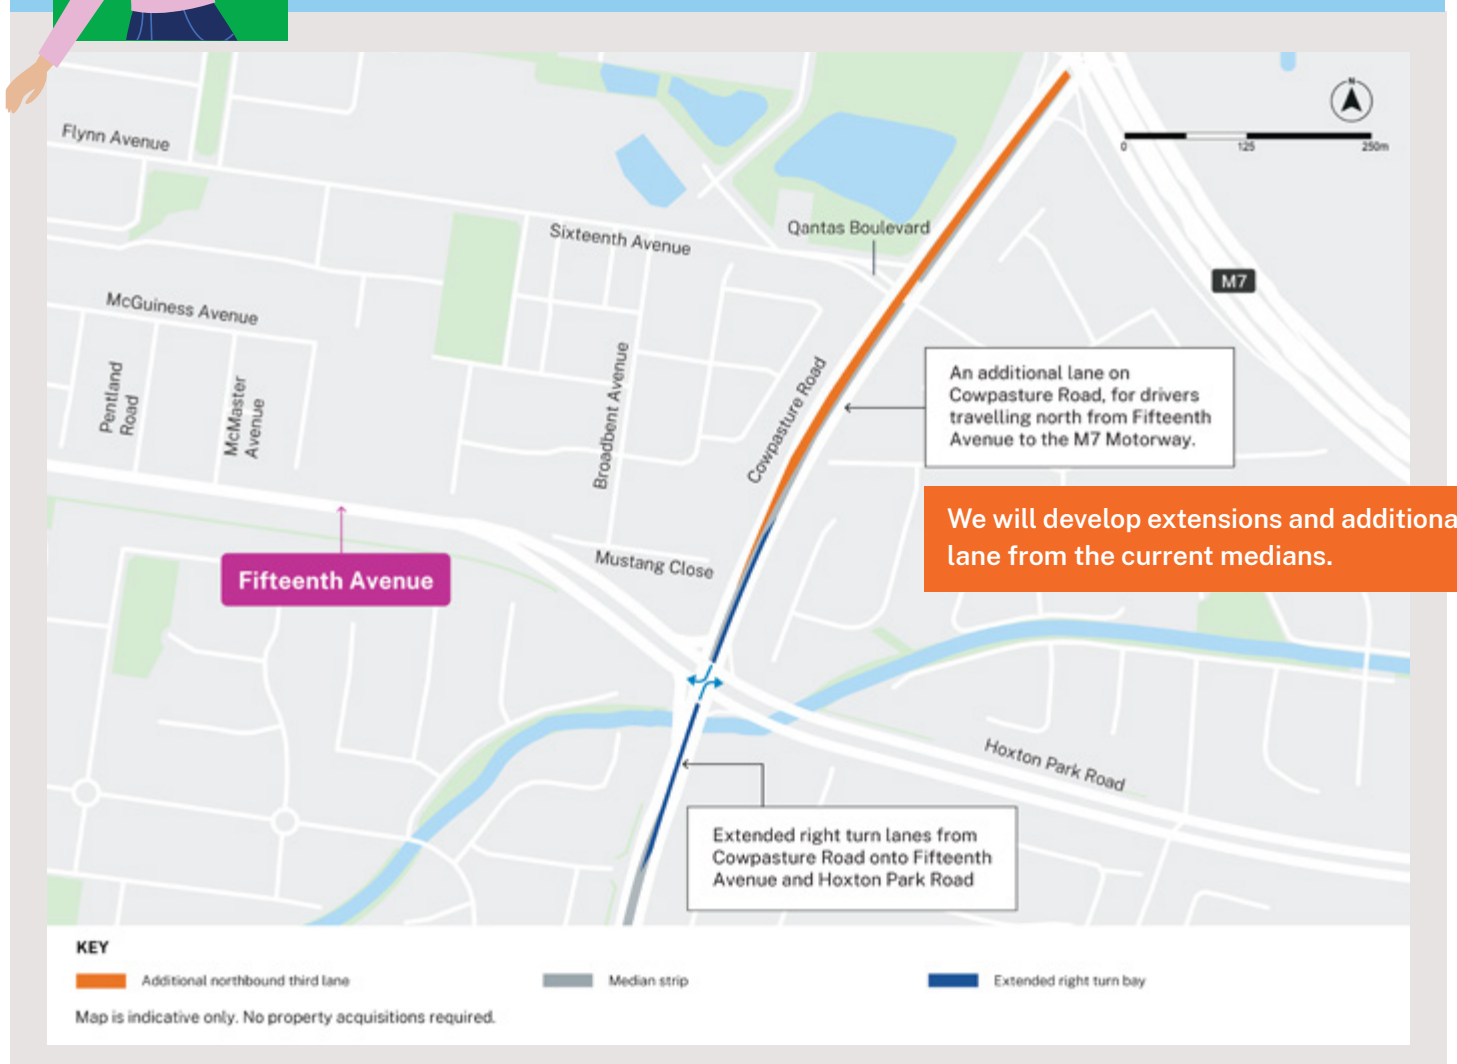 N
0
125
250m
Flynn Avenue
Sixteenth Avenue
Qantas Boulevard
M7
McGuiness Avenue
Pentland
Road
McMaster
Avenue
Broadbent Avenue
Cowpasture Road
An additional lane on
Cowpasture Road, for drivers
travelling north from Fifteenth
Avenue to the M7 Motorway.
We will develop extensions and additiona
lane from the current medians.
Fifteenth Avenue
Mustang Close
Hoxton Park Road
Extended right turn lanes from
Cowpasture Road onto Fifteenth
Avenue and Hoxton Park Road
KEY
Additional northbound third lane
Median strip
Extended right turn bay
Map is indicative only. No property acquisitions required.